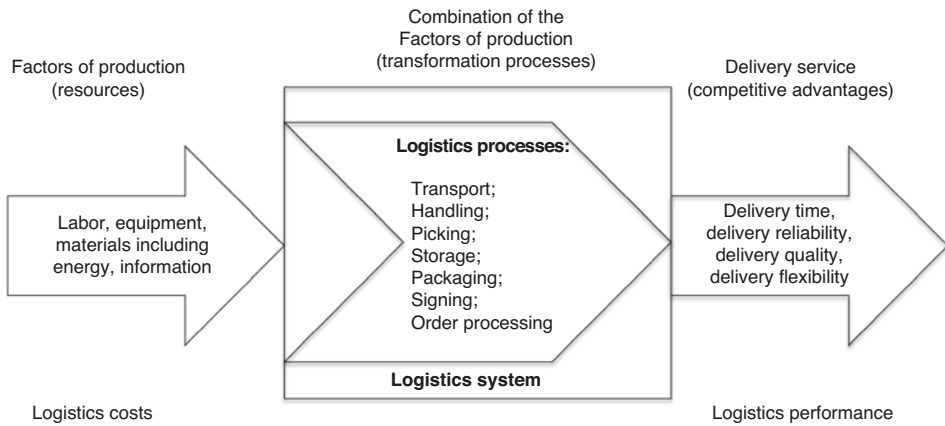 Factors of production
(resources)
Labor, equipment,
materials including
energy, information
Logistics costs
Combination of the
Factors of production
(transformation processes)
Logistics processes:
Transport;
Handling;
Picking;
Storage;
Packaging;
Signing;
Order processing
Logistics system
Delivery service
(competitive advantages)
Delivery time,
delivery reliability,
delivery quality,
delivery flexibility
Logistics performance